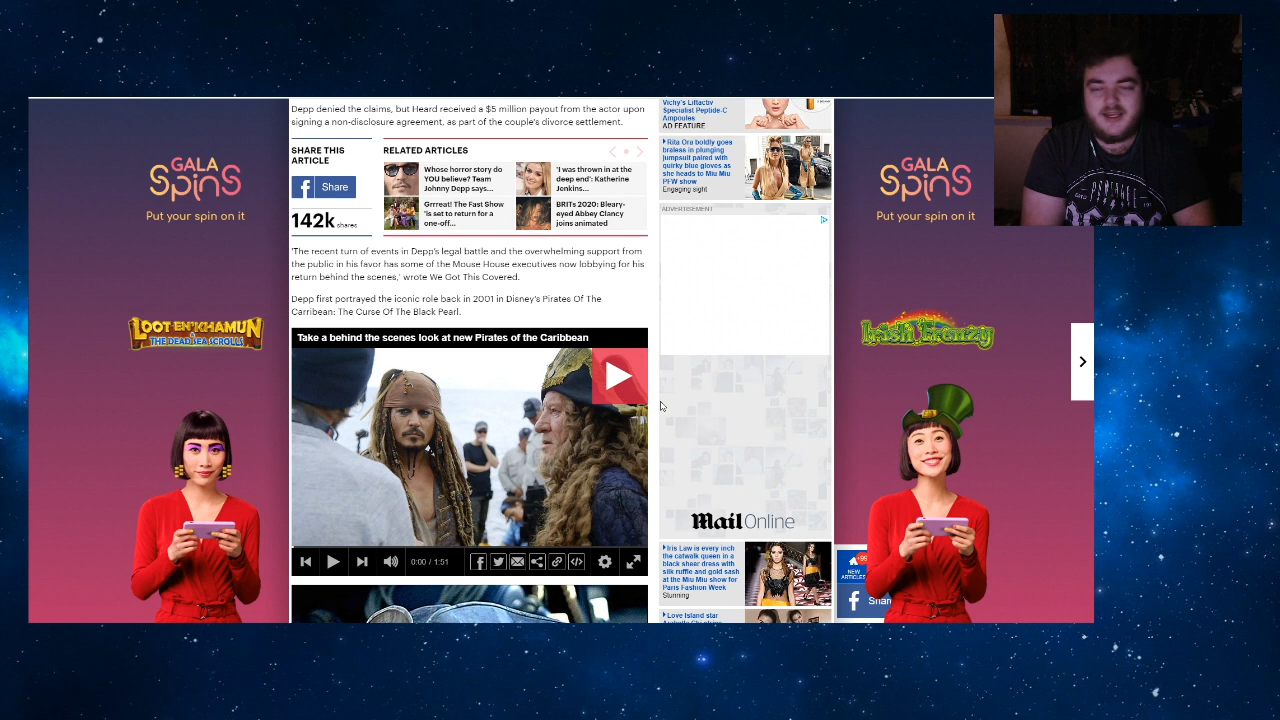 Depp denied the claims, but Heard received a $5 million payout from the actor upon
signing a non-disclosure agreement, as part of the couple's divorce settlement.
SHARE THIS
ARTICLE
Share
142k shares
RELATED ARTICLES
Whose horror story do
YOU believe? Team
Johnny Depp says...
'I was thrown in at the
deep end': Katherine
Jenkins...
Grrreat! The Fast Show
'is set to return for a
one-off...
BRITs 2020: Bleary-
eyed Abbey Clancy
joins animated
'The recent turn of events in Depp's legal battle and the overwhelming support from
the public in his favor has some of the Mouse House executives now lobbying for his
return behind the scenes,' wrote We Got This Covered.
Depp first portrayed the iconic role back in 2001 in Disney's Pirates Of The
Carribean: The Curse Of The Black Pearl.
Take a behind the scenes look at new Pirates of the Caribbean
0:00 / 1:51
Vichy's Liftactiv
Specialist Peptide-C
Ampoules
AD FEATURE
Rita Ora boldly goes
braless in plunging
jumpsuit paired with
quirky blue gloves as
she heads to Miu Miu
PFW show
Engaging sight
ADVERTISEMENT
Mail Online
Iris Law is every inch
the catwalk queen in a
black sheer dress with
silk ruffle and gold sash
at the Miu Miu show for
Paris Fashion Week
Stunning
Love Island star
GALA
Spins
Put your spin on it
LOOT EN'KHAMUN
& THE DEAD SEA SCROLLS
GALA
Spins
Put your spin on it
Irish Frenzy
NEW
ARTICLES
Shar